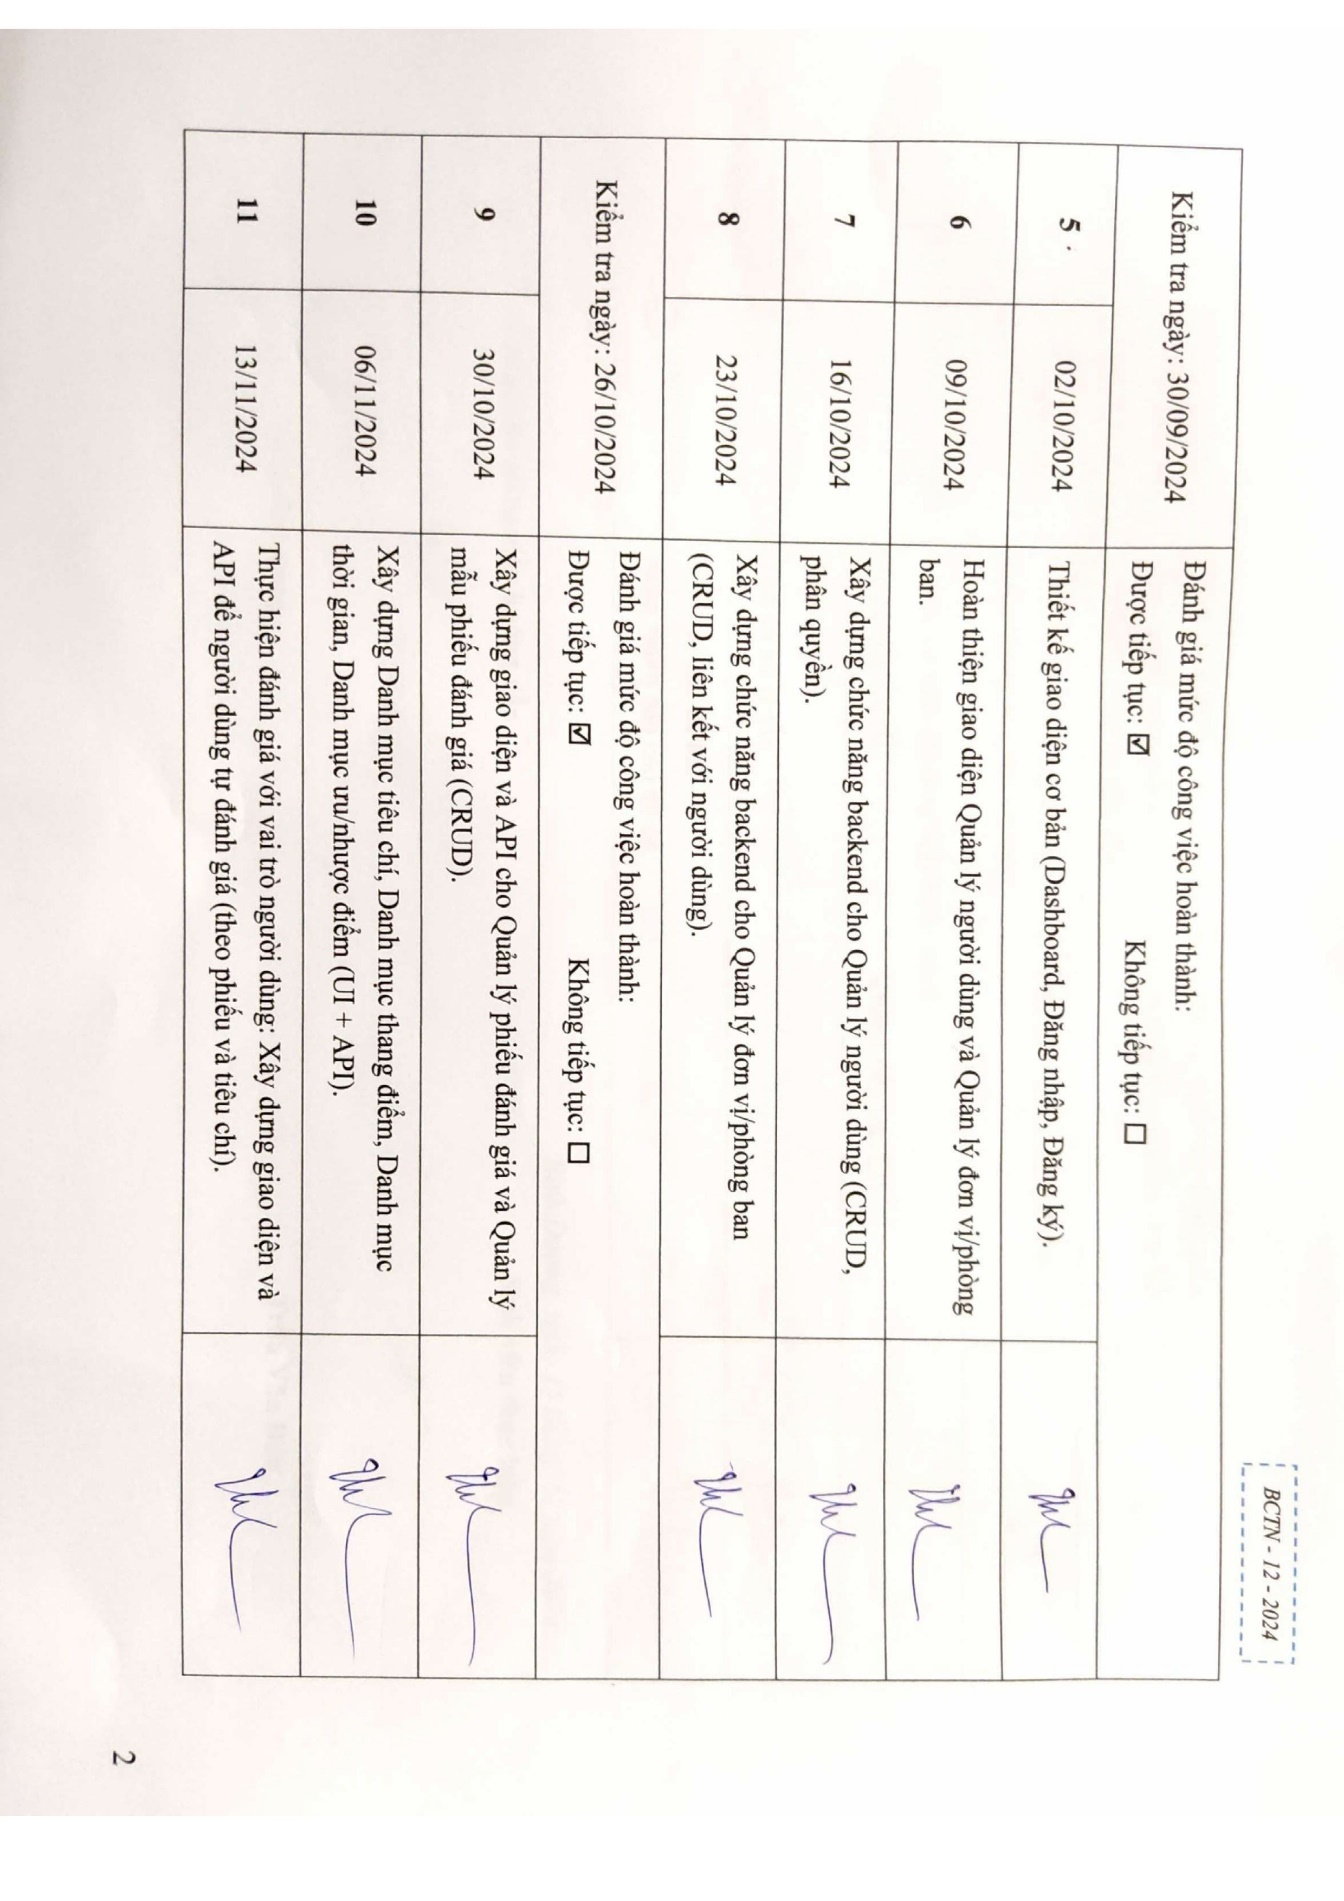 BCTN - 12 - 2024
Kiểm tra ngày: 30/09/2024
Đánh giá mức độ công việc hoàn thành:
Được tiếp tục: ☑ Không tiếp tục: ☐
5
02/10/2024
Thiết kế giao diện cơ bản (Dashboard, Đăng nhập, Đăng ký).
6
09/10/2024
Hoàn thiện giao diện Quản lý người dùng và Quản lý đơn vị/phòng
ban.
7
16/10/2024
Xây dựng chức năng backend cho Quản lý người dùng (CRUD,
phân quyền).
8
23/10/2024
Xây dựng chức năng backend cho Quản lý đơn vị/phòng ban
(CRUD, liên kết với người dùng).
Kiểm tra ngày: 26/10/2024
Đánh giá mức độ công việc hoàn thành:
Được tiếp tục: ☑ Không tiếp tục: ☐
9
30/10/2024
Xây dựng giao diện và API cho Quản lý phiếu đánh giá và Quản lý
mẫu phiếu đánh giá (CRUD).
10
06/11/2024
Xây dựng Danh mục tiêu chí, Danh mục thang điểm, Danh mục
thời gian, Danh mục ưu/nhược điểm (UI + API).
11
13/11/2024
Thực hiện đánh giá với vai trò người dùng: Xây dựng giao diện và
API để người dùng tự đánh giá (theo phiếu và tiêu chí).
2